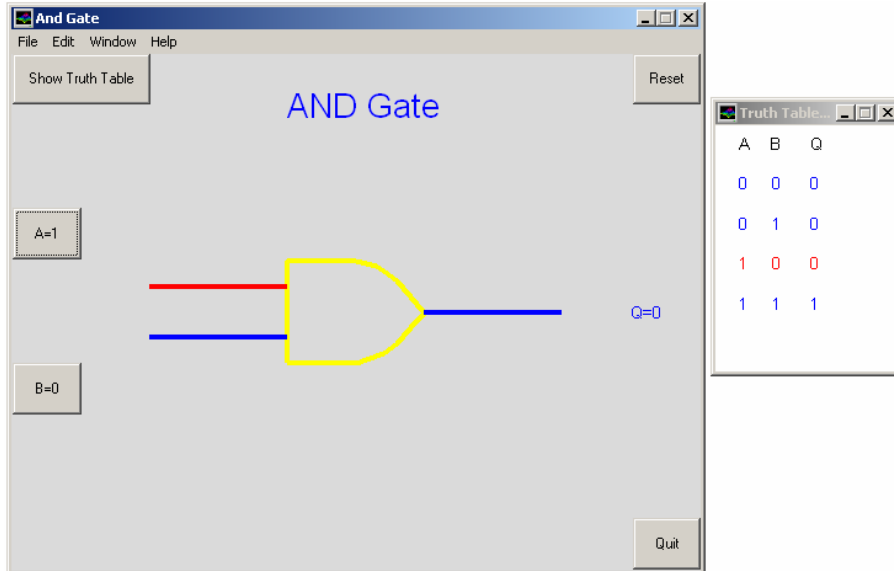 And Gate
File Edit Window Help
Show Truth Table
Reset
AND Gate
A=1
Q=0
B=0
Quit
Truth Table...
A B Q
0 0 0
0 1 0
1 0 0
1 1 1